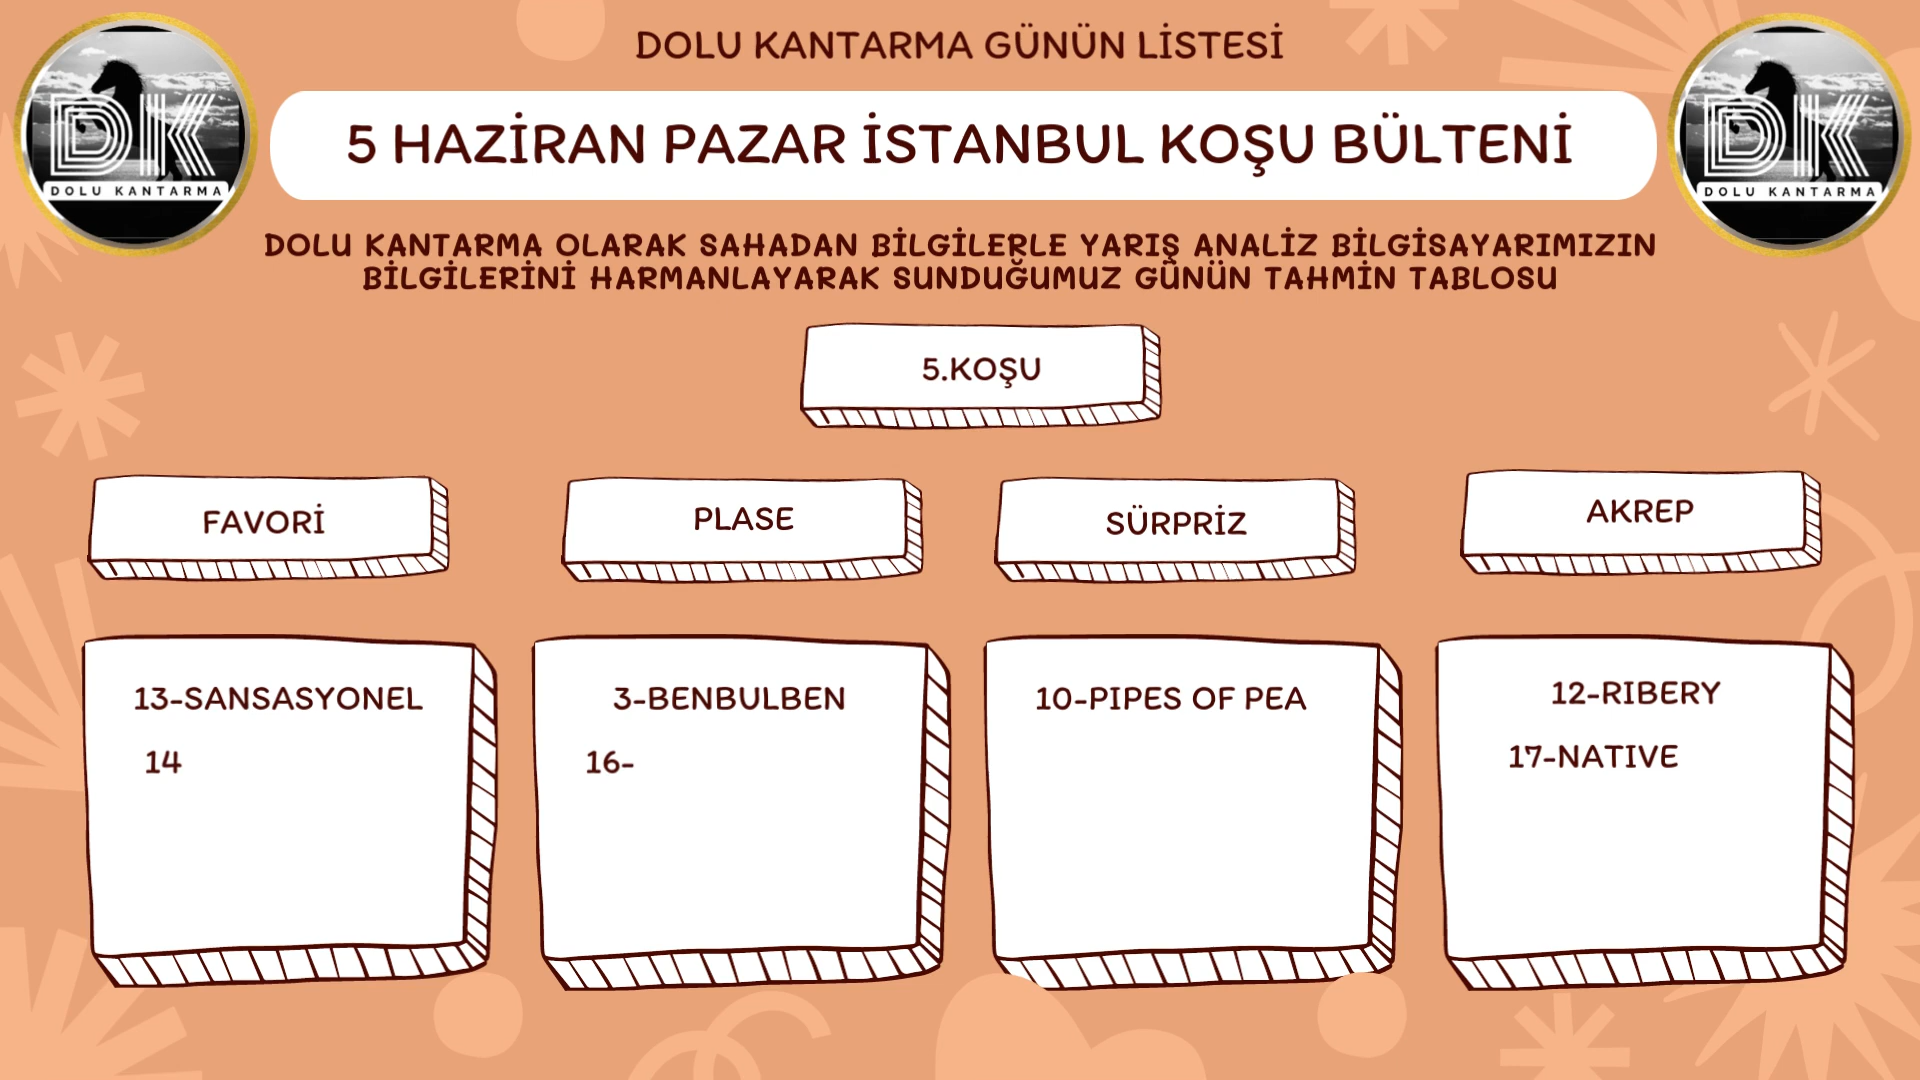 DOLU KANTARMA GÜNÜN LİSTESİ
5 HAZİRAN PAZAR İSTANBUL KOŞU BÜLTENİ
DK
DOLU KANTARMA
DK
DOLU KANTARMA
DOLU KANTARMA OLARAK SAHADAN BİLGİLERLE YARIŞ ANALİZ BİLGİSAYARIMIZIN
BİLGİLERİNİ HARMANLAYARAK SUNDUĞUMUZ GÜNÜN TAHMİN TABLOSU
5.KOŞU
FAVORİ
PLASE
SÜRPRİZ
AKREP
13-SANSASYONEL
14
3-BENBULBEN
16-
10-PIPES OF PEA
12-RIBERY
17-NATIVE